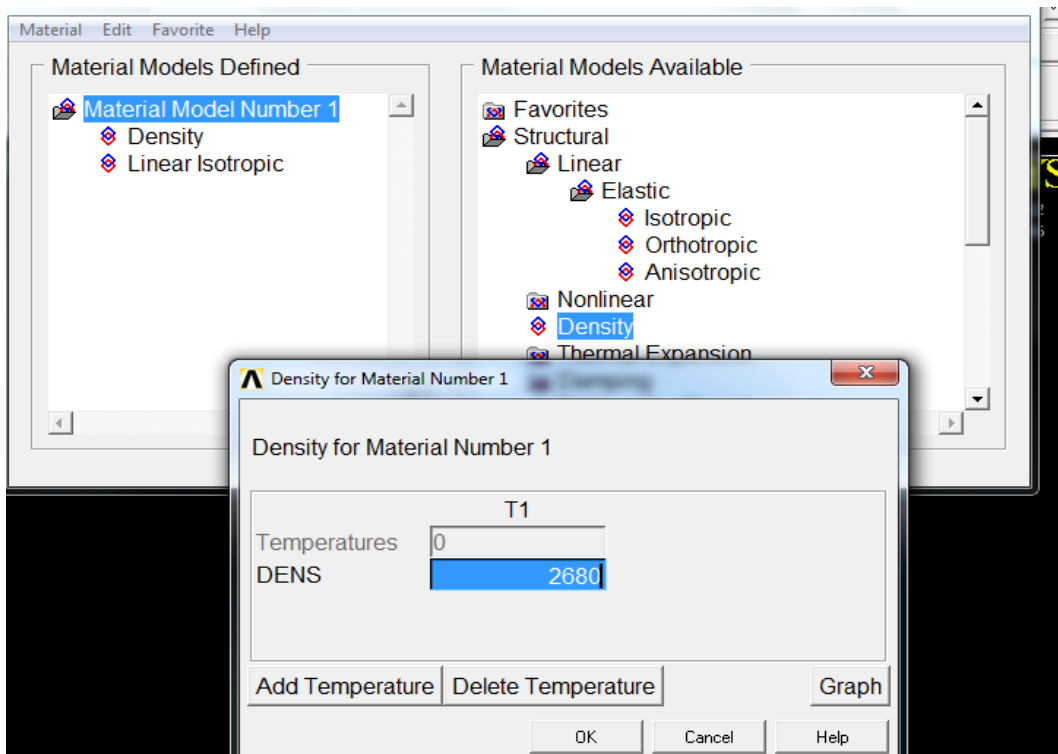 Material Edit Favorite Help
Material Models Defined
Material Model Number 1
Density
Linear Isotropic
Material Models Available
Favorites
Structural
Linear
Elastic
Isotropic
Orthotropic
Anisotropic
Nonlinear
Density
Thermal Expansion
Damping
Density for Material Number 1
Density for Material Number 1
T1
Temperatures 0
DENS 2680
Add Temperature Delete Temperature Graph
OK Cancel Help